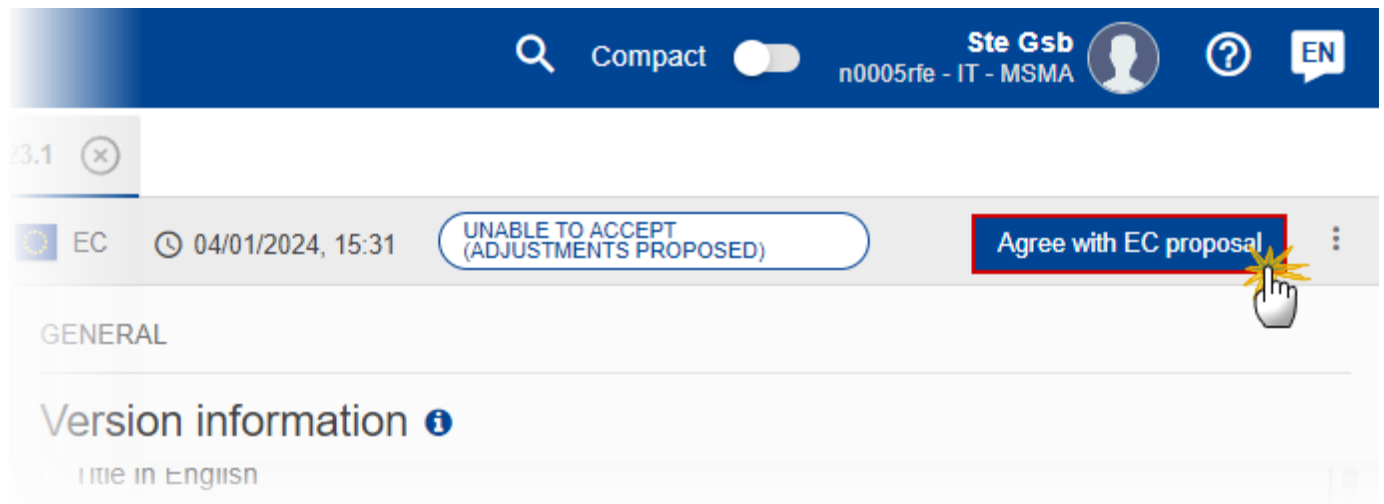 Compact
Ste Gsb
n0005rfe - IT - MSMA
EN
23.1
EC
04/01/2024, 15:31
UNABLE TO ACCEPT
(ADJUSTMENTS PROPOSED)
Agree with EC proposal
GENERAL
Version information
Title in English